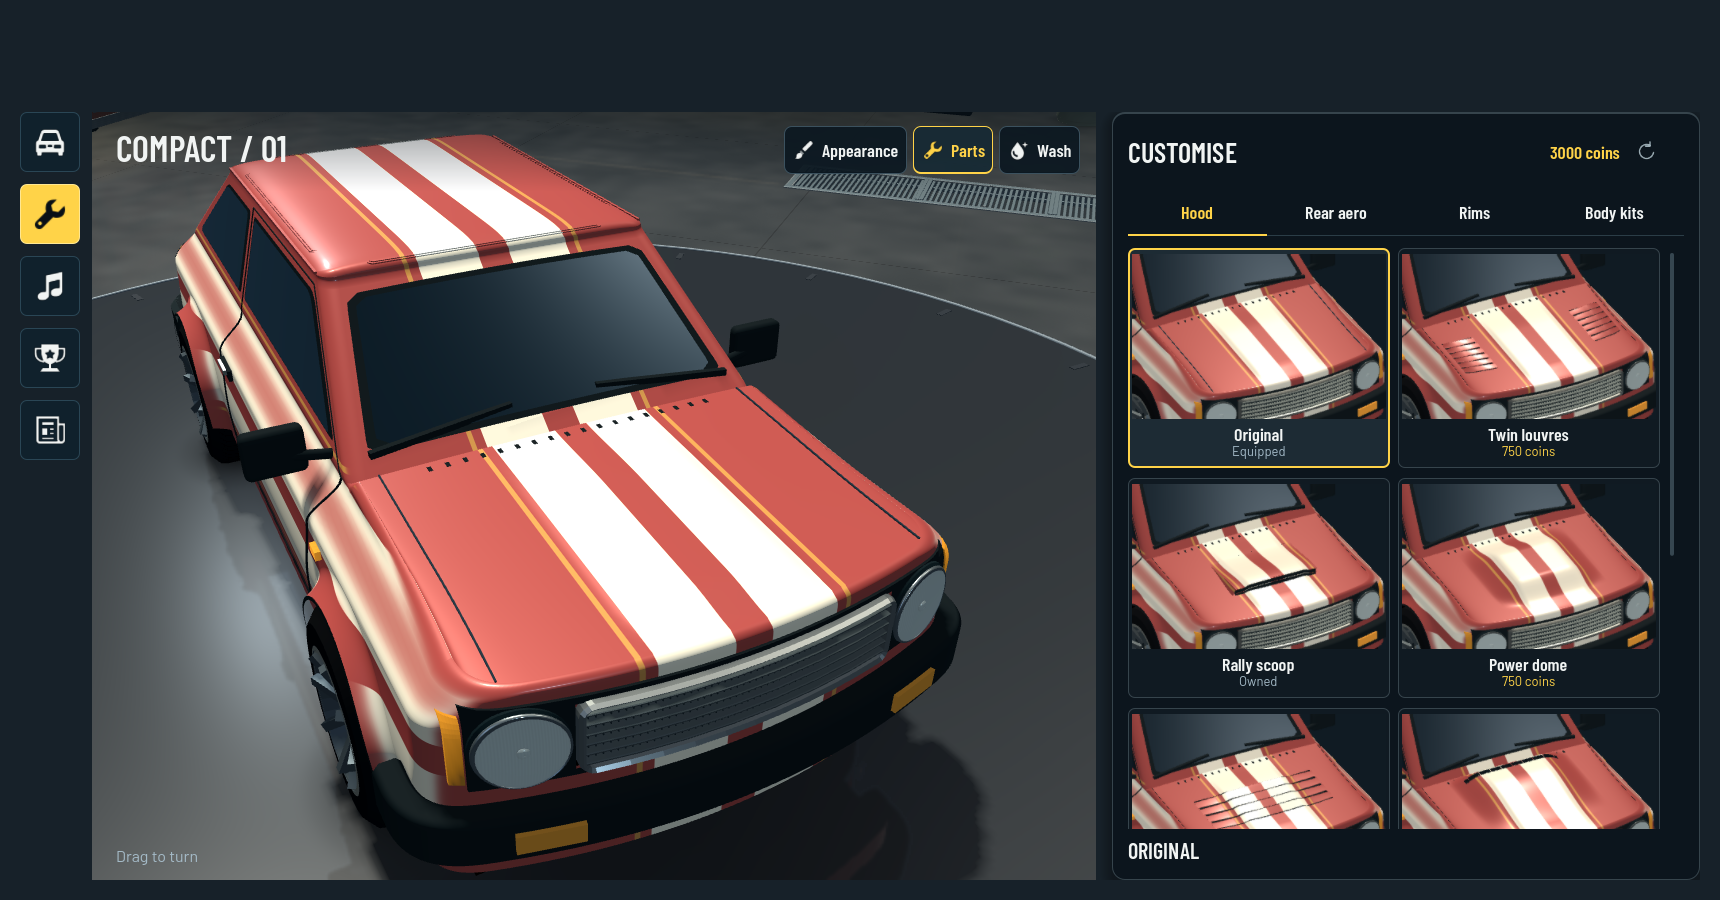 COMPACT / 01
Appearance
Parts
Wash
Drag to turn
CUSTOMISE
3000 coins
Hood
Rear aero
Rims
Body kits
Original
Equipped
Twin louvres
750 coins
Rally scoop
Owned
Power dome
750 coins
ORIGINAL